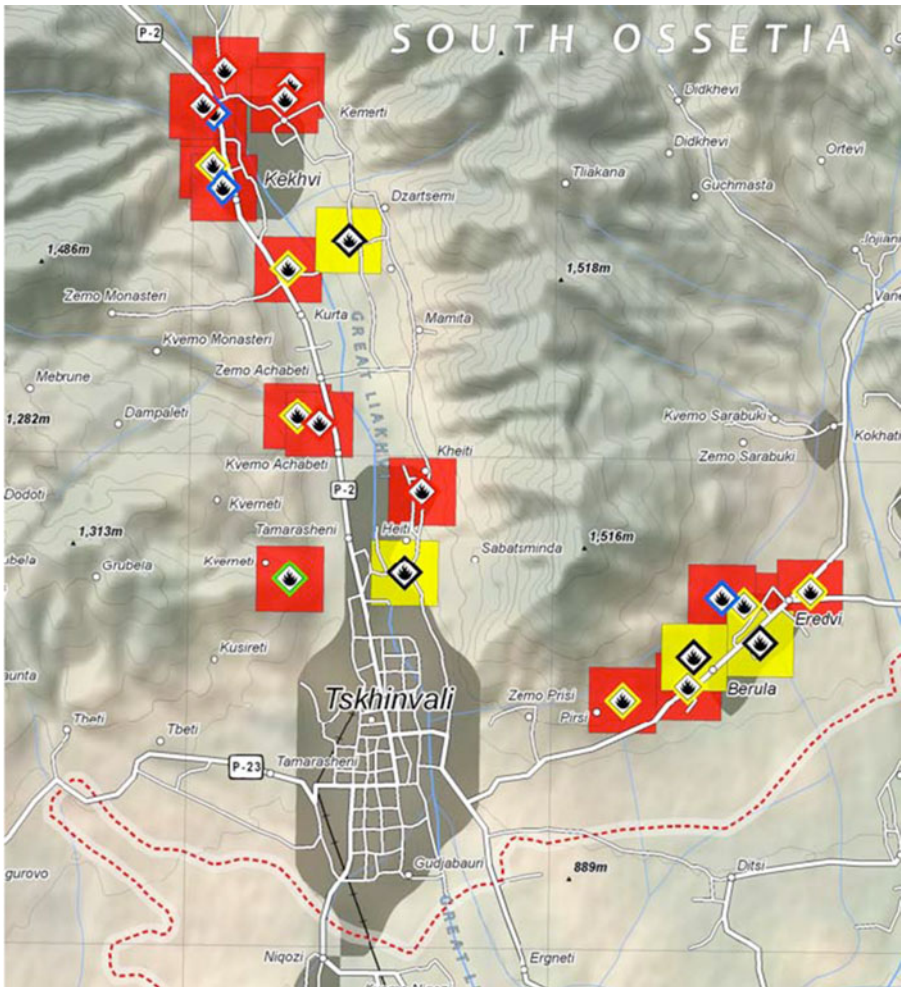 P-2
SOUTH OSSETIA
Didkhevi
Kemerti
Didkhevi
Ortevi
Kekhvi
Tliakana
Guchmasta
Dzartsemi
1,486m
1,518m
Jojiani
Zemo Monasteri
Kurta
Mamita
Kvemo Monasteri
Zemo Achabeti
Mebrune
GREAT LIAKHVI
1,282m
Dampaleti
Kvemo Sarabuki
Kokhati
Zemo Sarabuki
Kvemo Achabeti
Kheiti
Dodoti
Kverneti
P-2
1,313m
Tamarasheni
Heiti
Sabatsminda
1,516m
Grubela
Kverneti
Eredvi
Kusireti
Berula
Tskhinvali
Zemo Prisi
Pirsi
Tbeti
Tbeti
P-23
Tamarasheni
Gudjabauri
889m
Ditsi
Niqozi
Ergneti